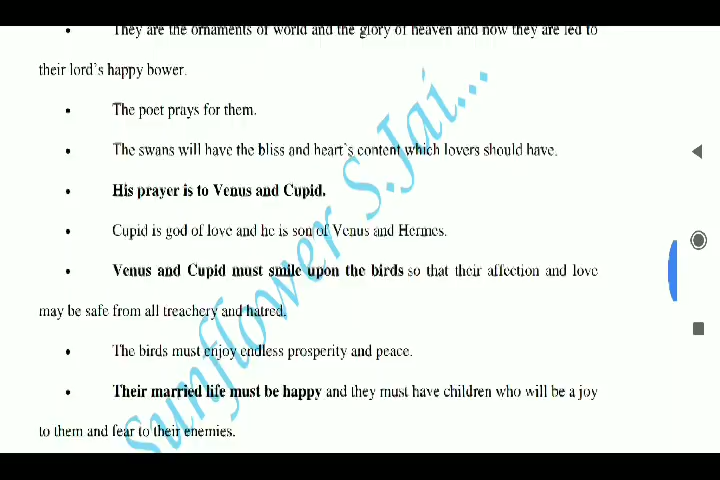 • They are the ornaments of world and the glory of heaven and now they are led to
their lord's happy bower.
• The poet prays for them.
• The swans will have the bliss and heart's content which lovers should have.
• His prayer is to Venus and Cupid.
• Cupid is god of love and he is son of Venus and Hermes.
• Venus and Cupid must smile upon the birds so that their affection and love
may be safe from all treachery and hatred.
• The birds must enjoy endless prosperity and peace.
• Their married life must be happy and they must have children who will be a joy
to them and fear to their enemies.
Sunflower S.Jai...